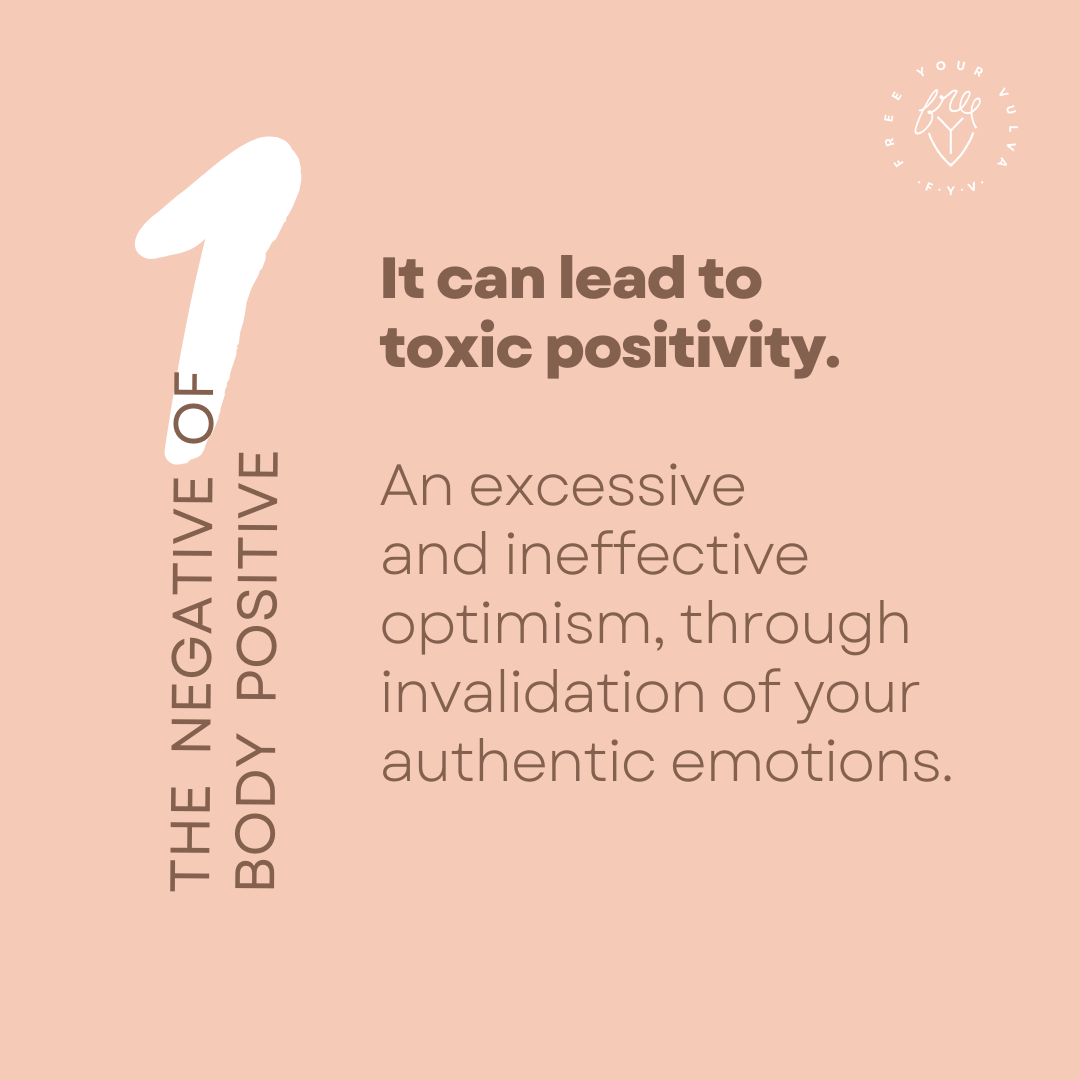 FREE YOUR VULVA
free
·F·Y·V·
1
THE NEGATIVE OF
BODY POSITIVE
It can lead to
toxic positivity.
An excessive
and ineffective
optimism, through
invalidation of your
authentic emotions.